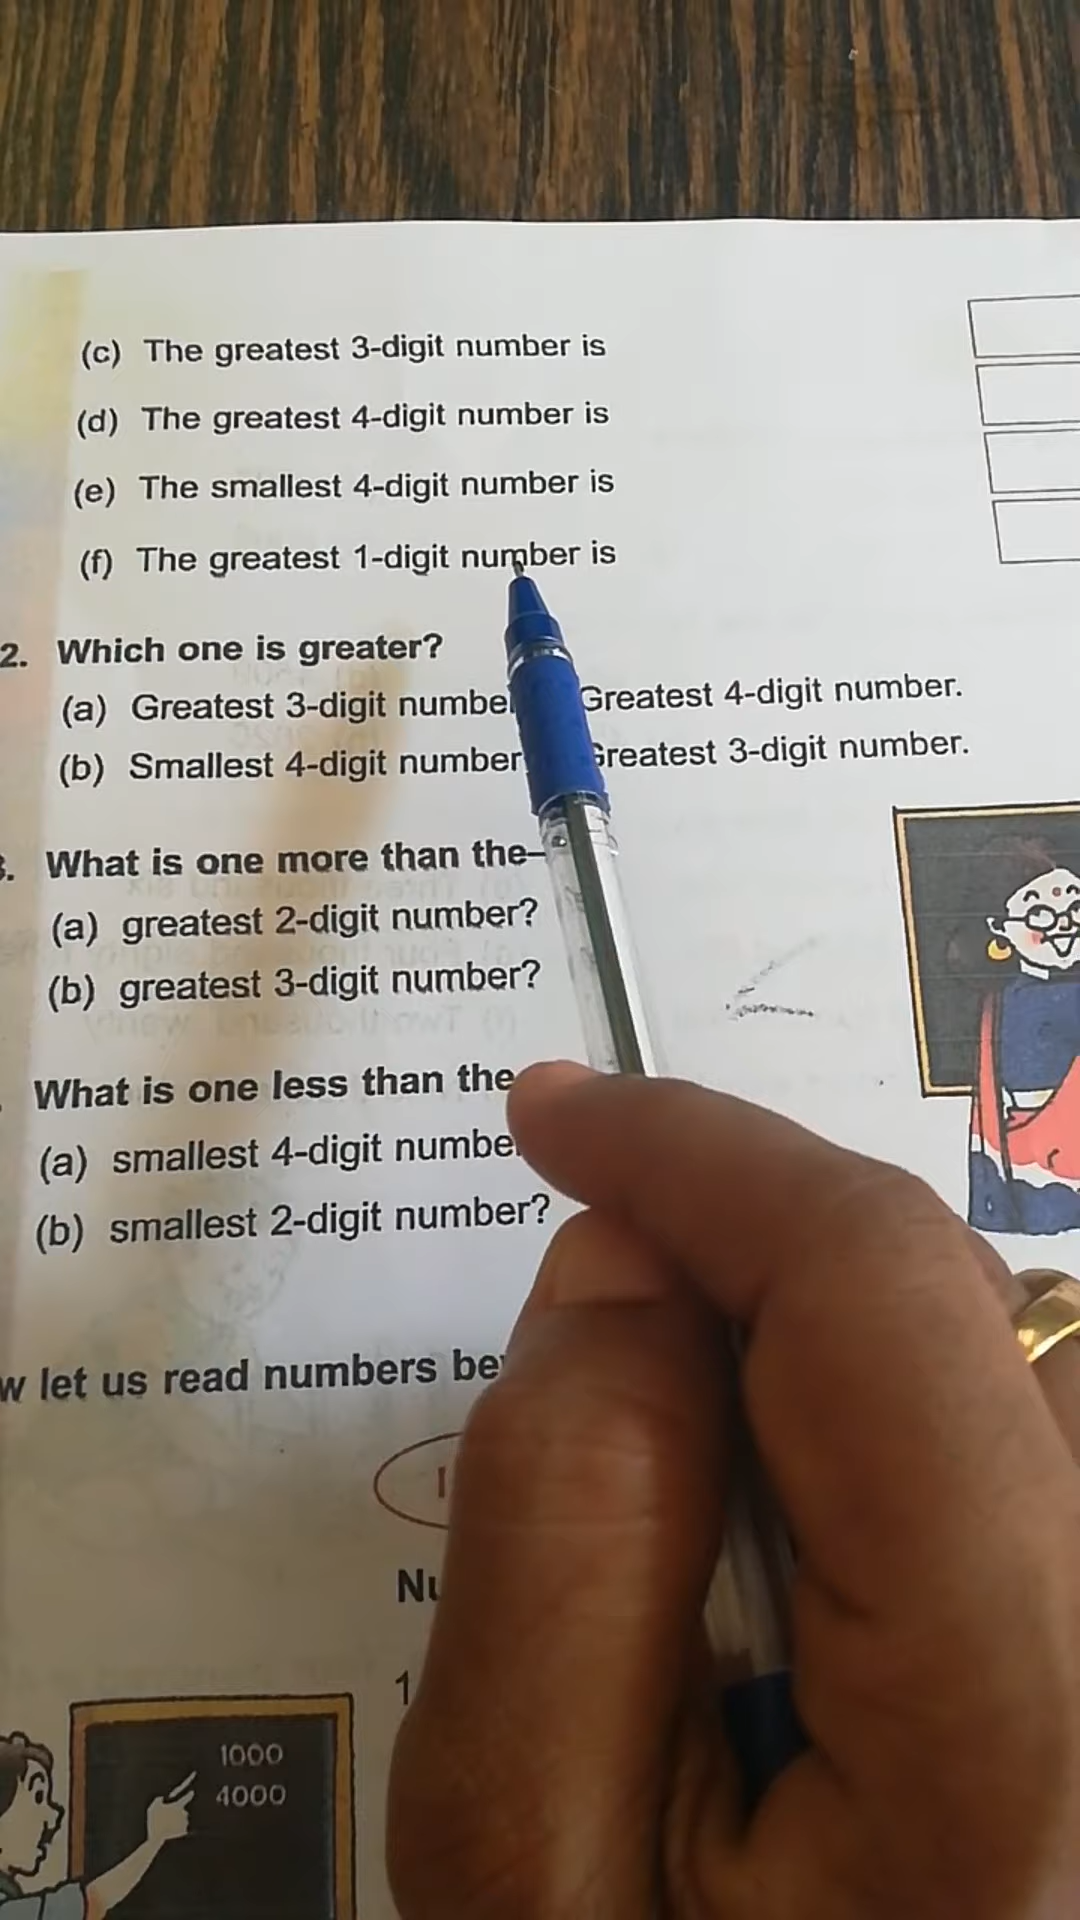 (c) The greatest 3-digit number is
(d) The greatest 4-digit number is
(e) The smallest 4-digit number is
(f) The greatest 1-digit number is
2. Which one is greater?
(a) Greatest 3-digit Greatest 4-digit number.
(b) Smallest 4-digit number Greatest 3-digit number.
What is one more than the–
(a) greatest 2-digit number?
(b) greatest 3-digit number?
What is one less than the
(a) smallest 4-digit
(b) smallest 2-digit number?
let us read numbers
1
1000
4000